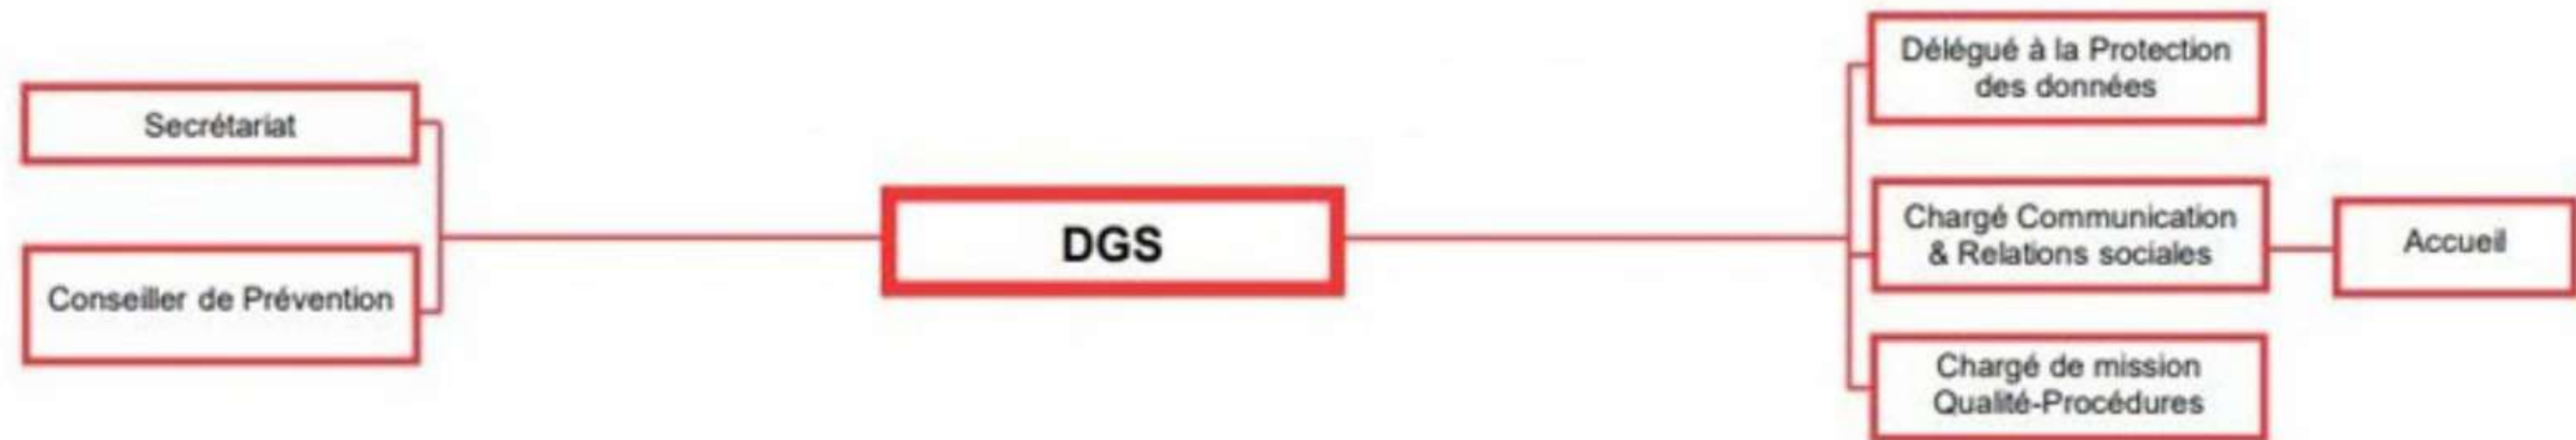 Secrétariat
Conseiller de Prévention
DGS
Délégué à la Protection
des données
Chargé Communication
& Relations sociales
Accueil
Chargé de mission
Qualité-Procédures